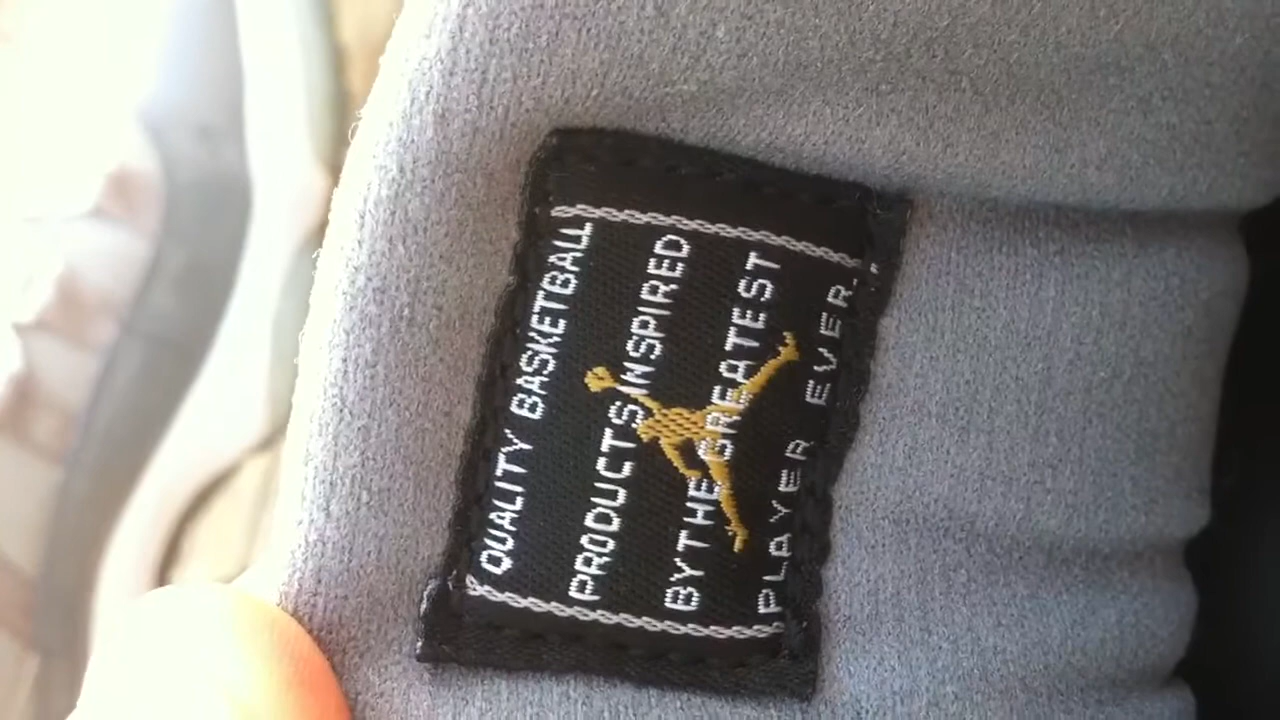 QUALITY BASKETBALL
PRODUCTS INSPIRED
BY THE GREATEST
PLAYER EVER.